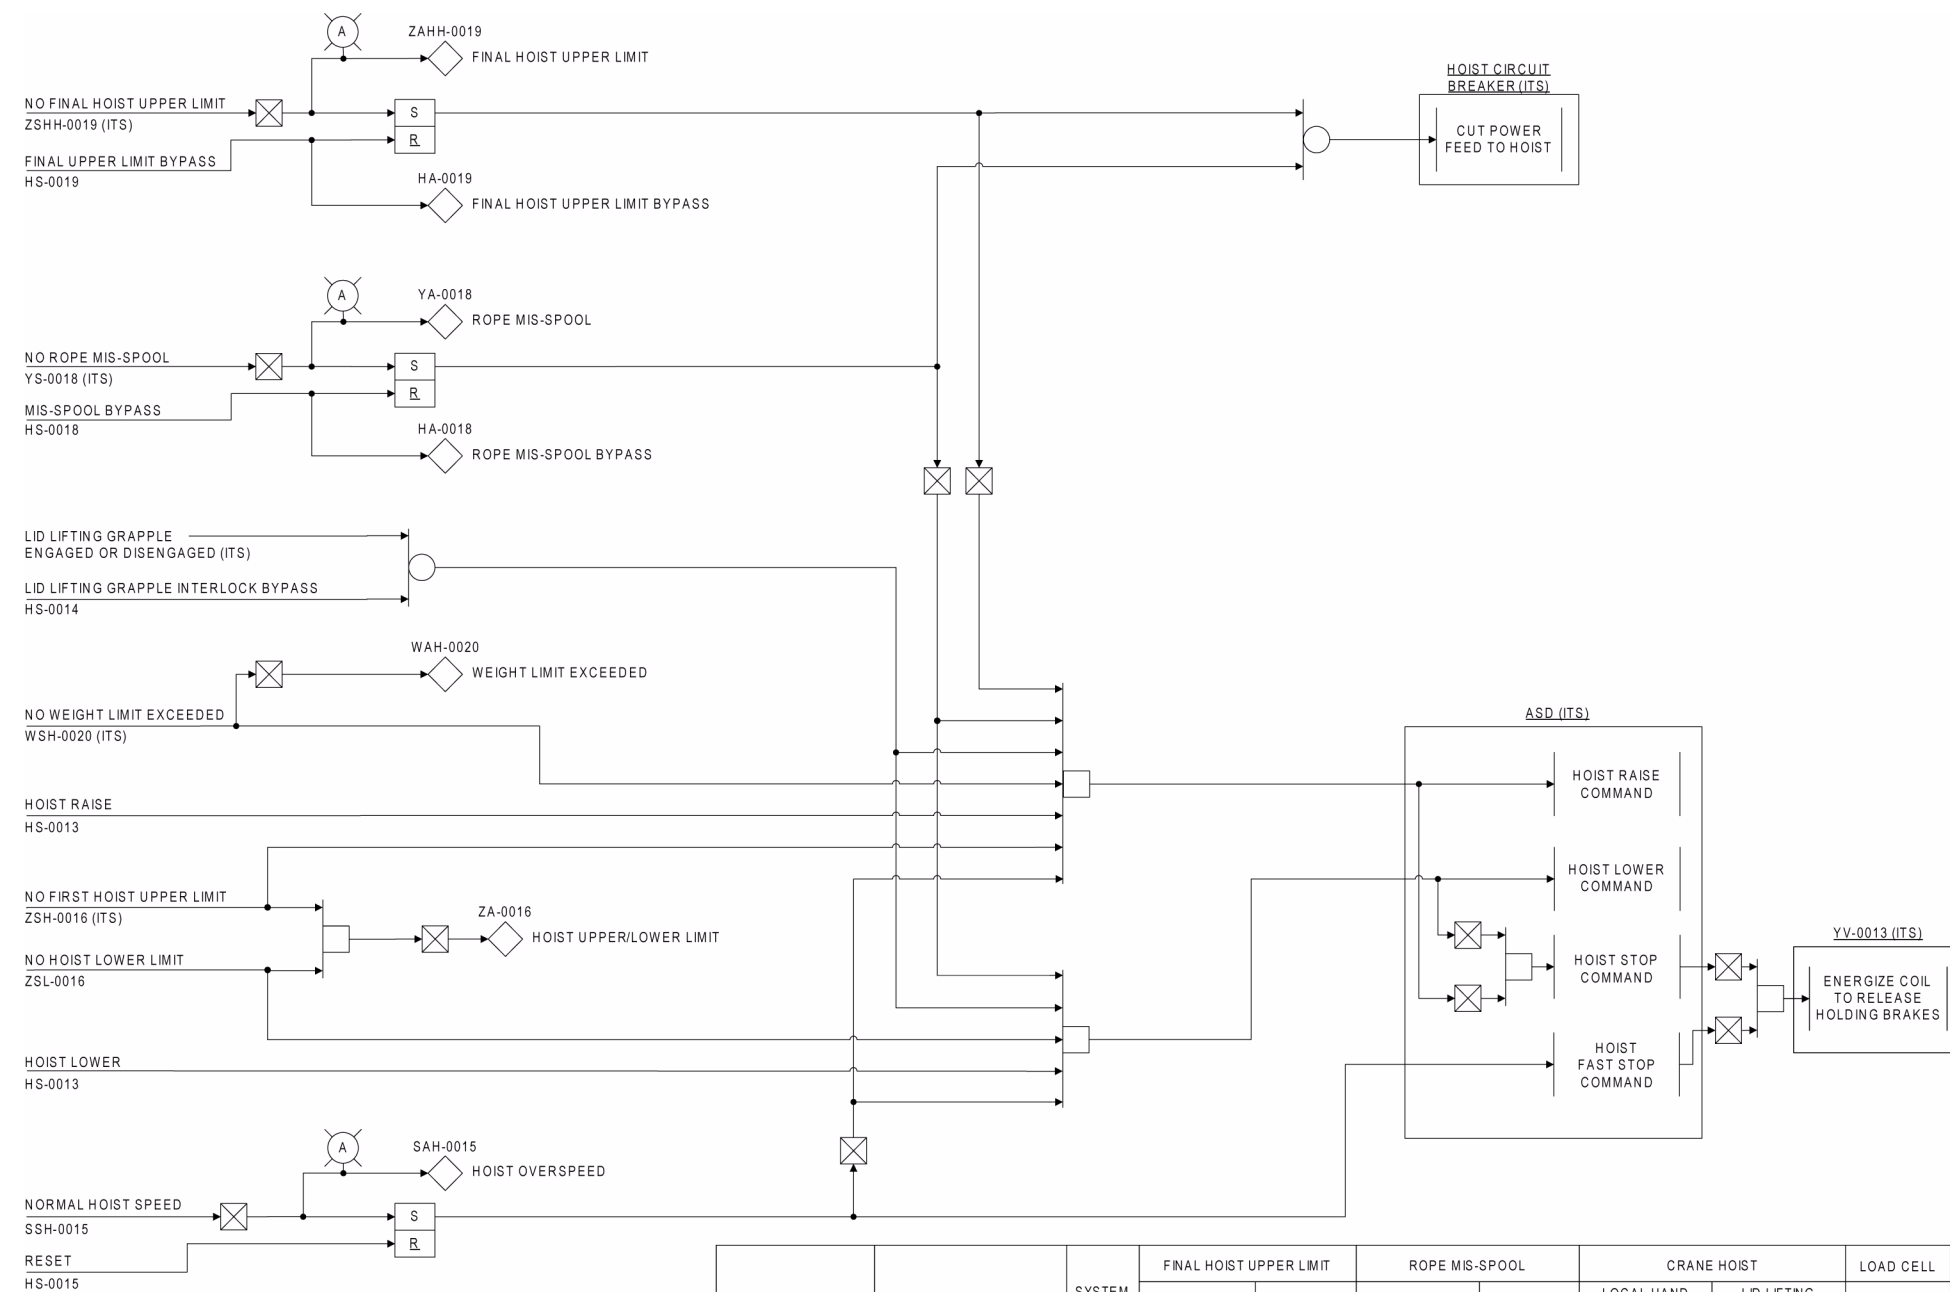 A
ZAHH-0019
FINAL HOIST UPPER LIMIT
NO FINAL HOIST UPPER LIMIT
ZSHH-0019 (ITS)
S
R
FINAL UPPER LIMIT BYPASS
HS-0019
HA-0019
FINAL HOIST UPPER LIMIT BYPASS
HOIST CIRCUIT
BREAKER (ITS)
CUT POWER
FEED TO HOIST
A
YA-0018
ROPE MIS-SPOOL
NO ROPE MIS-SPOOL
YS-0018 (ITS)
S
R
MIS-SPOOL BYPASS
HS-0018
HA-0018
ROPE MIS-SPOOL BYPASS
LID LIFTING GRAPPLE
ENGAGED OR DISENGAGED (ITS)
LID LIFTING GRAPPLE INTERLOCK BYPASS
HS-0014
WAH-0020
WEIGHT LIMIT EXCEEDED
NO WEIGHT LIMIT EXCEEDED
WSH-0020 (ITS)
HOIST RAISE
HS-0013
NO FIRST HOIST UPPER LIMIT
ZSH-0016 (ITS)
ZA-0016
HOIST UPPER/LOWER LIMIT
NO HOIST LOWER LIMIT
ZSL-0016
HOIST LOWER
HS-0013
ASD (ITS)
HOIST RAISE
COMMAND
HOIST LOWER
COMMAND
HOIST STOP
COMMAND
HOIST
FAST STOP
COMMAND
YV-0013 (ITS)
ENERGIZE COIL
TO RELEASE
HOLDING BRAKES
A
SAH-0015
HOIST OVERSPEED
NORMAL HOIST SPEED
SSH-0015
S
R
RESET
HS-0015
SYSTEM
FINAL HOIST UPPER LIMIT
ROPE MIS-SPOOL
CRANE HOIST
LOAD CELL
LOCAL HAND
LID LIFTING